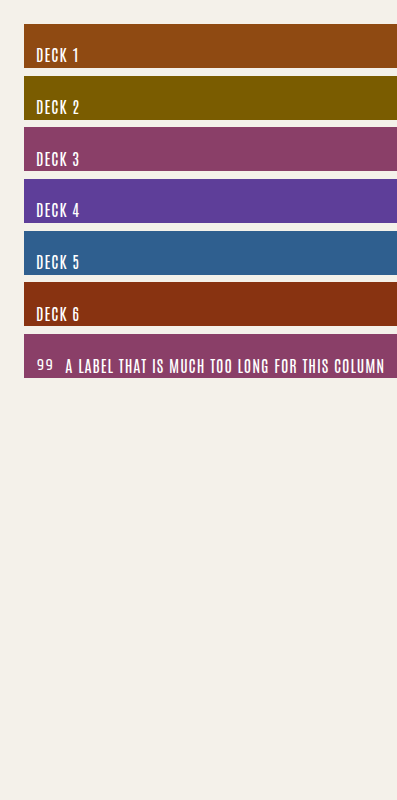 DECK 1
DECK 2
DECK 3
DECK 4
DECK 5
DECK 6
99 A LABEL THAT IS MUCH TOO LONG FOR THIS COLUMN